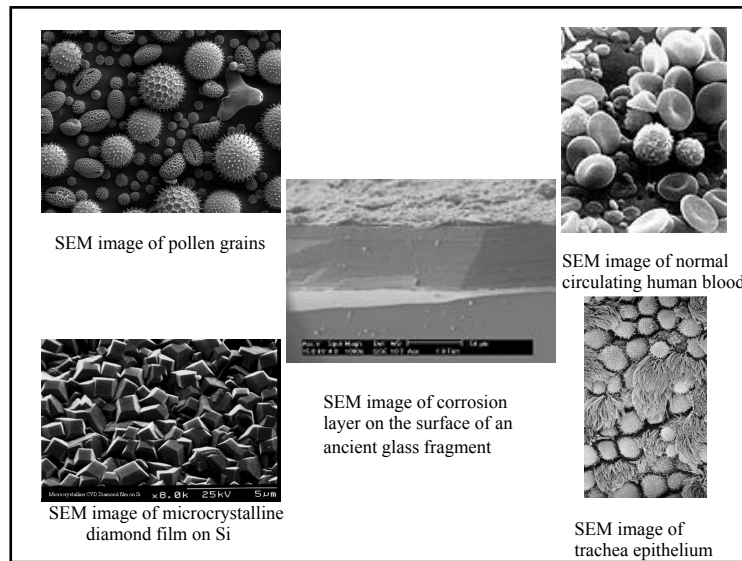 SEM image of pollen grains
SEM image of normal
circulating human blood
SEM image of corrosion
layer on the surface of an
ancient glass fragment
Microcrystalline CVD Diamond film on Si x8.0k 25kV 5μm
SEM image of microcrystalline
diamond film on Si
SEM image of
trachea epithelium